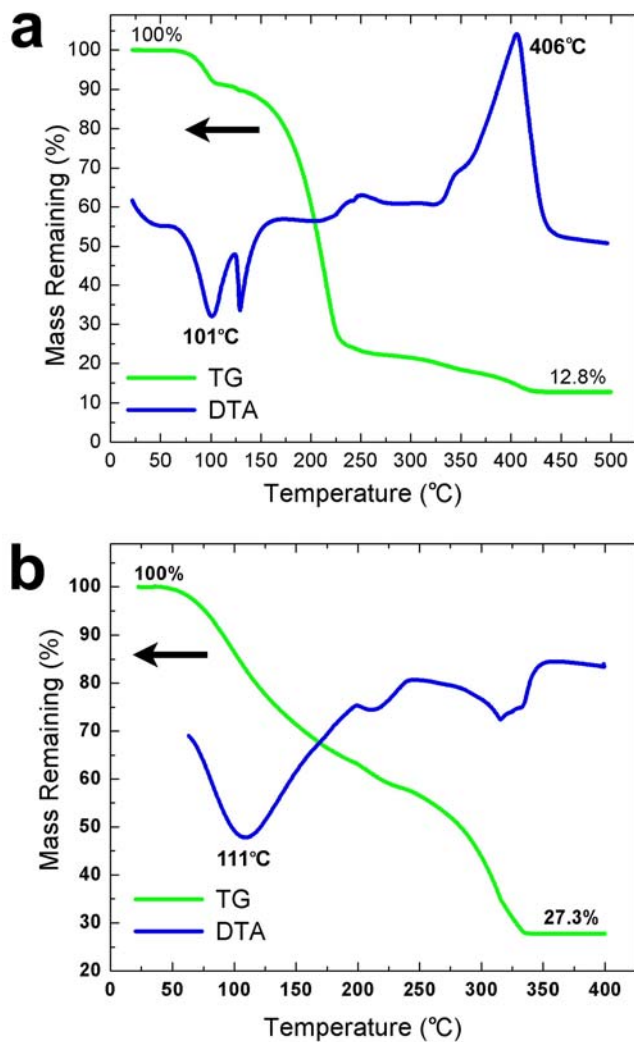 a
100%
406℃
101℃
12.8%
TG
DTA
Mass Remaining (%)
100
90
80
70
60
50
40
30
20
10
0
0 50 100 150 200 250 300 350 400 450 500
Temperature (℃)
b
100%
111℃
27.3%
TG
DTA
Mass Remaining (%)
100
90
80
70
60
50
40
30
20
0 50 100 150 200 250 300 350 400
Temperature (℃)